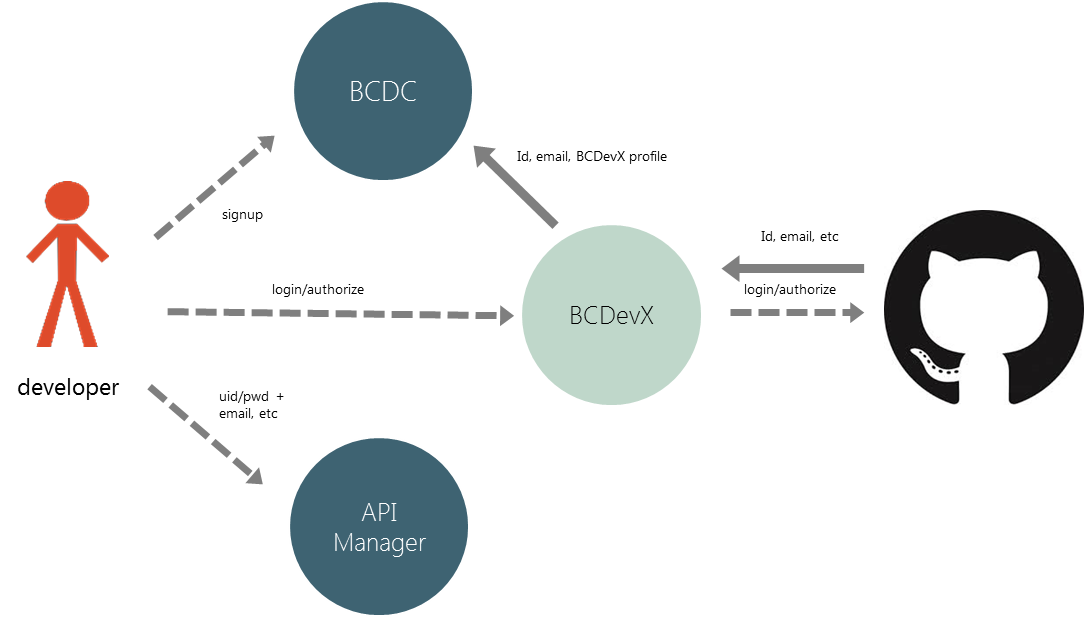 BCDC
Id, email, BCDevX profile
signup
Id, email, etc
login/authorize
login/authorize
BCDevX
developer
uid/pwd +
email, etc
API
Manager